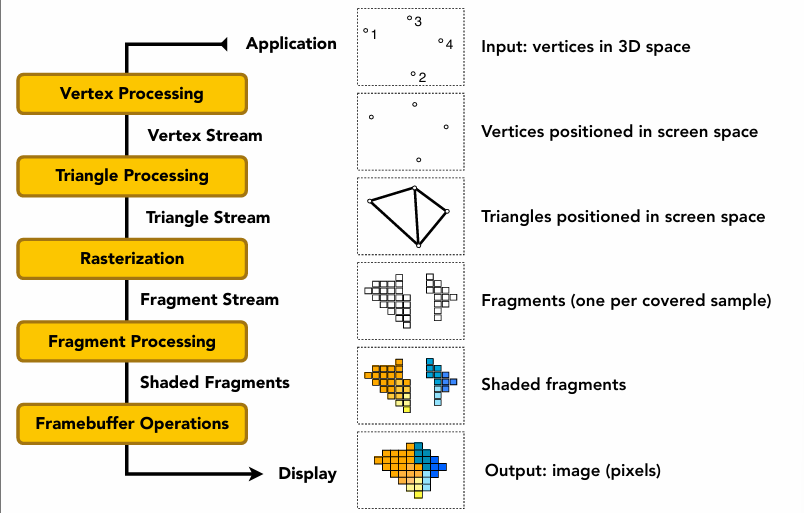 Application
3
1
4
2
Input: vertices in 3D space
Vertex Processing
Vertex Stream
Vertices positioned in screen space
Triangle Processing
Triangle Stream
Triangles positioned in screen space
Rasterization
Fragment Stream
Fragments (one per covered sample)
Fragment Processing
Shaded Fragments
Shaded fragments
Framebuffer Operations
Display
Output: image (pixels)